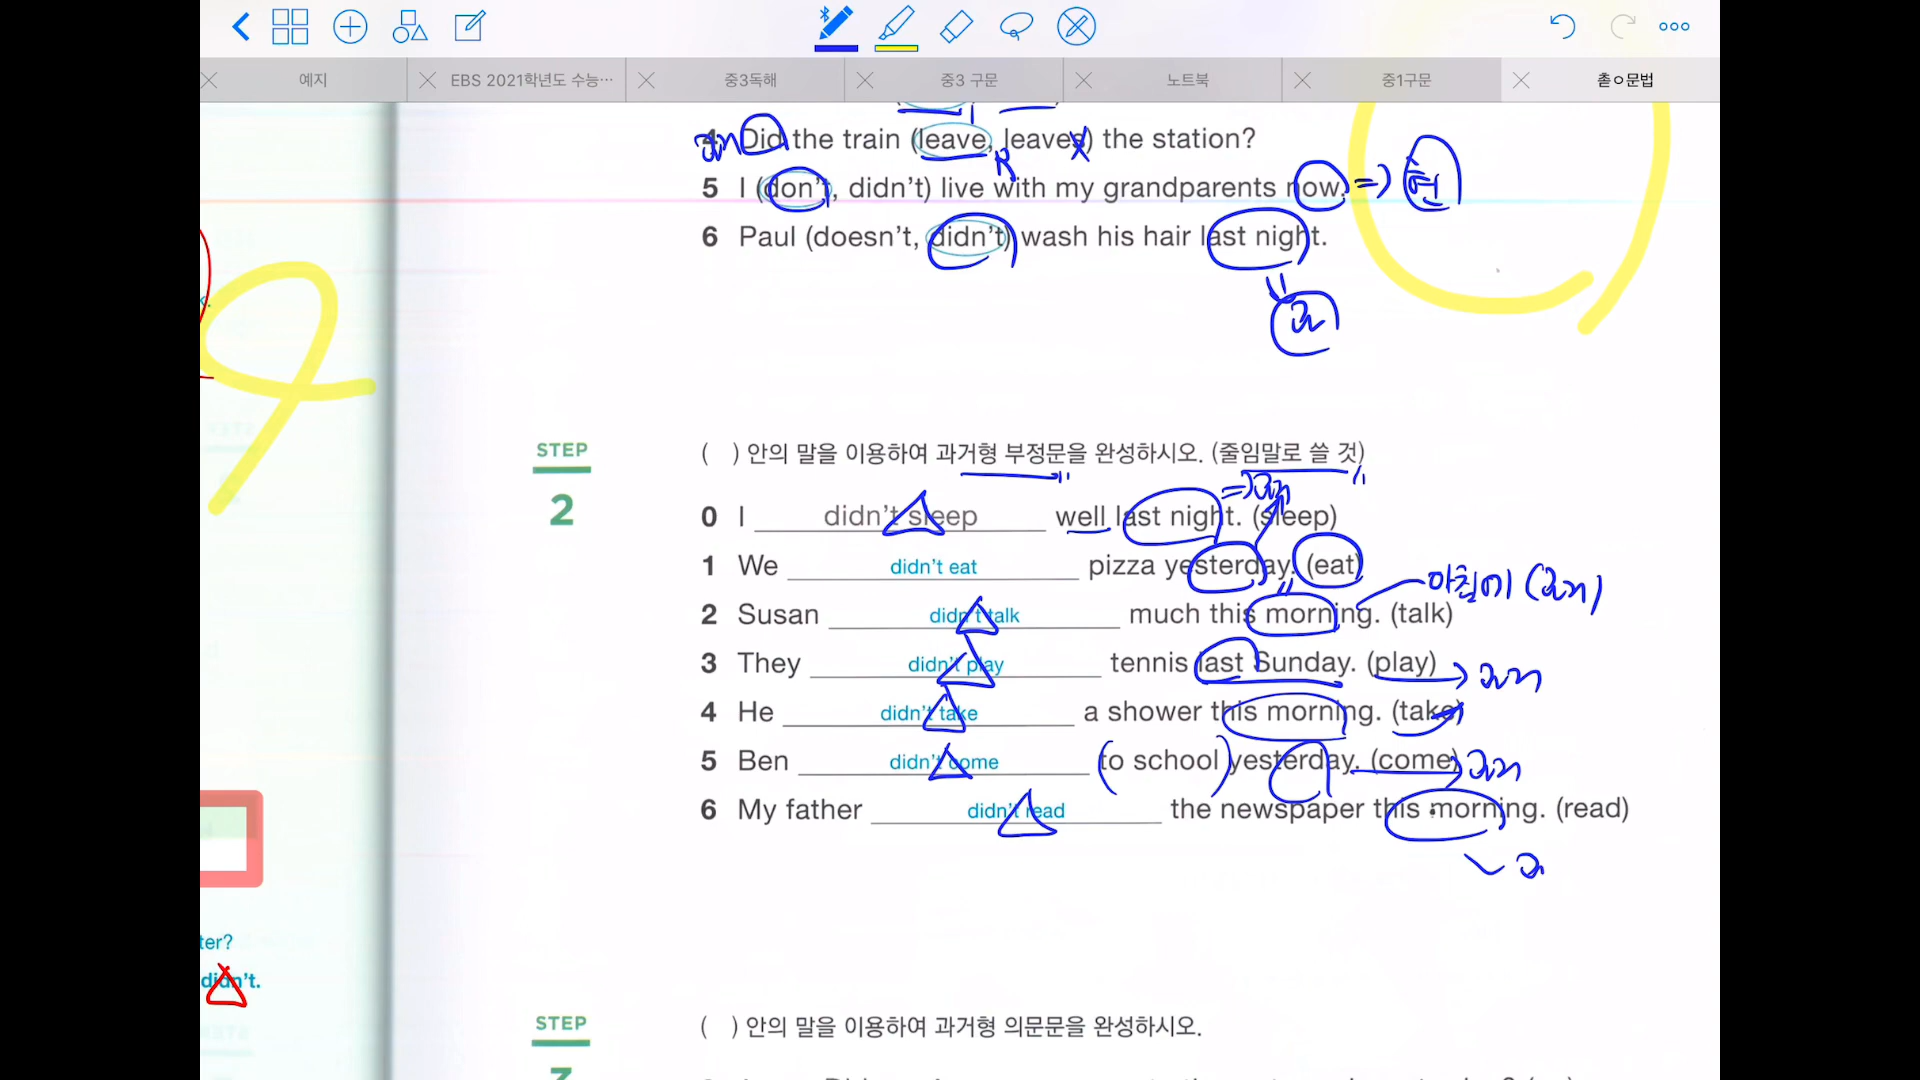 예지
EBS 2021학년도 수능…
중3독해
중3 구문
노트북
중1구문
촏ㅇ문법
4 Did the train (leave, leaves) the station?
5 I (don't, didn't) live with my grandparents now.
6 Paul (doesn't, didn't) wash his hair last night.
k.
STEP 2
( ) 안의 말을 이용하여 과거형 부정문을 완성하시오. (줄임말로 쓸 것)
0 I didn't sleep well last night. (sleep)
1 We didn't eat pizza yesterday. (eat)
아침에
2 Susan didn't talk much this morning. (talk)
3 They didn't play tennis last Sunday. (play)
4 He didn't take a shower this morning. (take)
5 Ben didn't come to school yesterday. (come)
6 My father didn't read the newspaper this morning. (read)
ter?
didn't.
STEP
( ) 안의 말을 이용하여 과거형 의문문을 완성하시오.